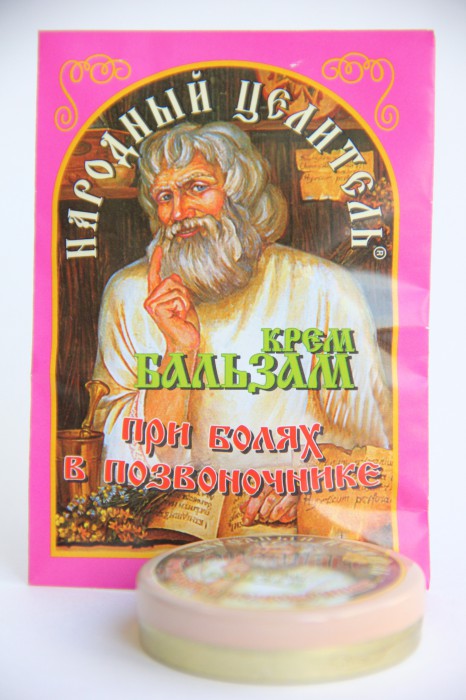 НАРОДНЫЙ ЦЕЛИТЕЛЬ®
КРЕМ
БАЛЬЗАМ
ПРИ БОЛЯХ
В ПОЗВОНОЧНИКЕ